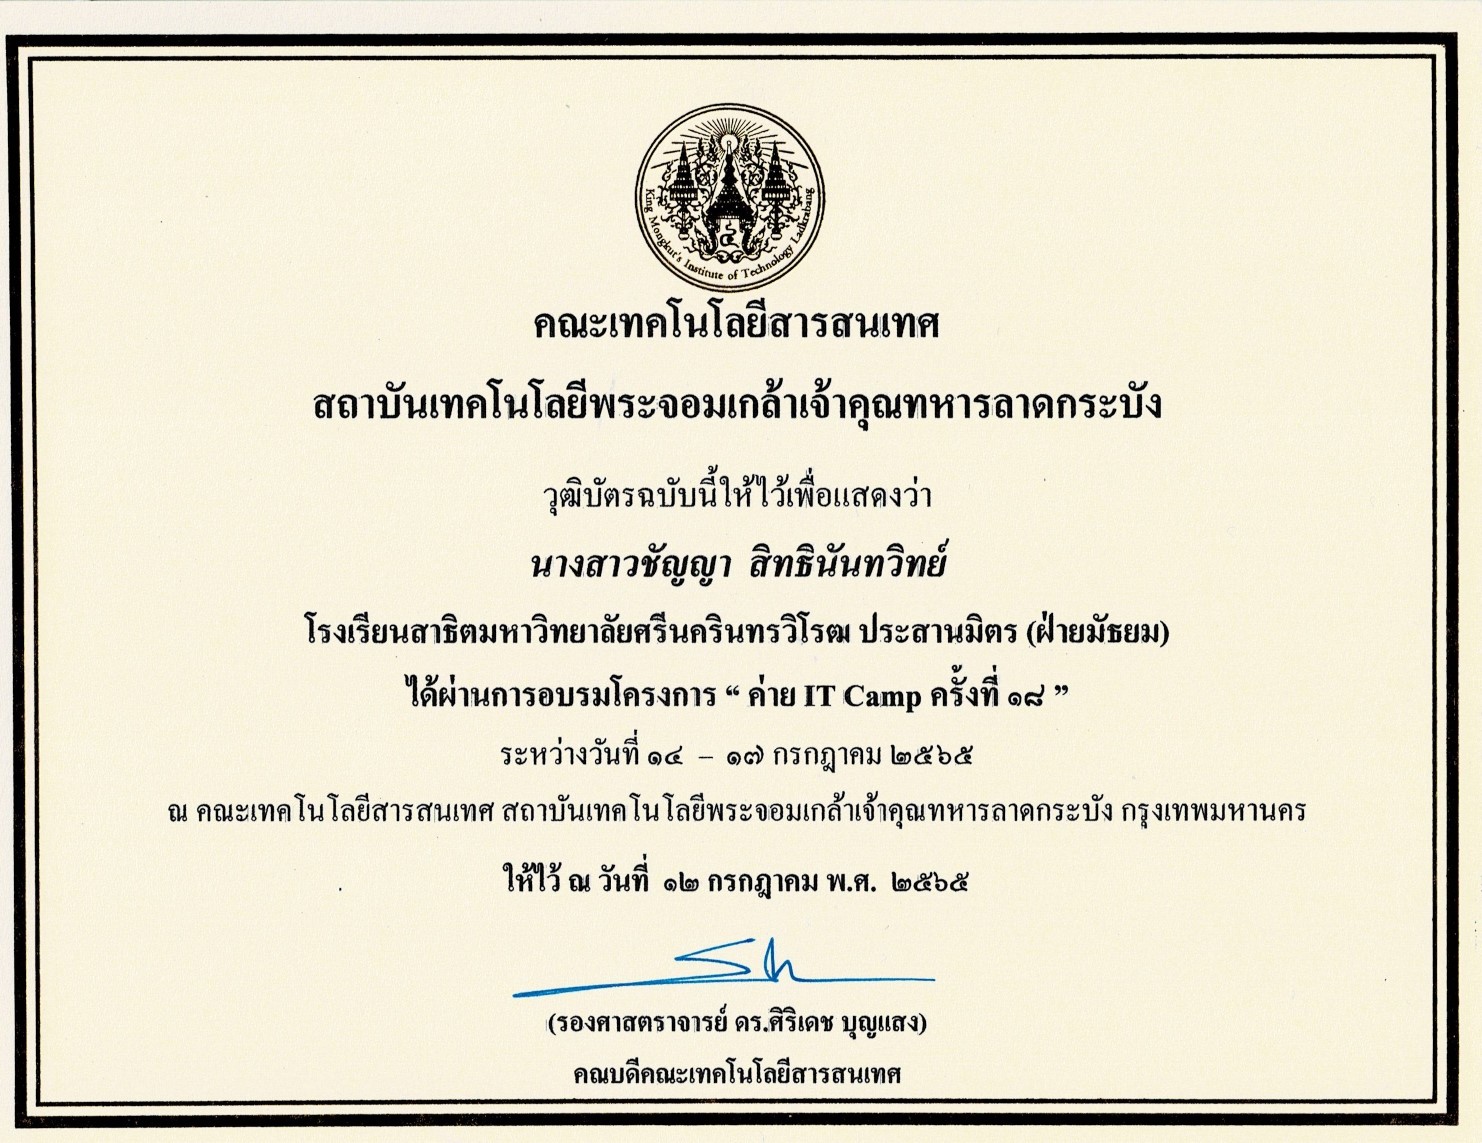 King Mongkut's Institute of Technology Ladkrabang
คณะเทคโนโลยีสารสนเทศ
สถาบันเทคโนโลยีพระจอมเกล้าเจ้าคุณทหารลาดกระบัง
วุฒิบัตรฉบับนี้ให้ไว้เพื่อแสดงว่า
นางสาวชัญญา สิทธินันทวิทย์
โรงเรียนสาธิตมหาวิทยาลัยศรีนครินทรวิโรฒ ประสานมิตร (ฝ่ายมัธยม)
ได้ผ่านการอบรมโครงการ “ ค่าย IT Camp ครั้งที่ ๑๘ ”
ระหว่างวันที่ ๑๔ – ๑๗ กรกฎาคม ๒๕๖๕
ณ คณะเทคโนโลยีสารสนเทศ สถาบันเทคโนโลยีพระจอมเกล้าเจ้าคุณทหารลาดกระบัง กรุงเทพมหานคร
ให้ไว้ ณ วันที่ ๑๒ กรกฎาคม พ.ศ. ๒๕๖๕
(รองศาสตราจารย์ ดร.ศิริเดช บุญแสง)
คณบดีคณะเทคโนโลยีสารสนเทศ